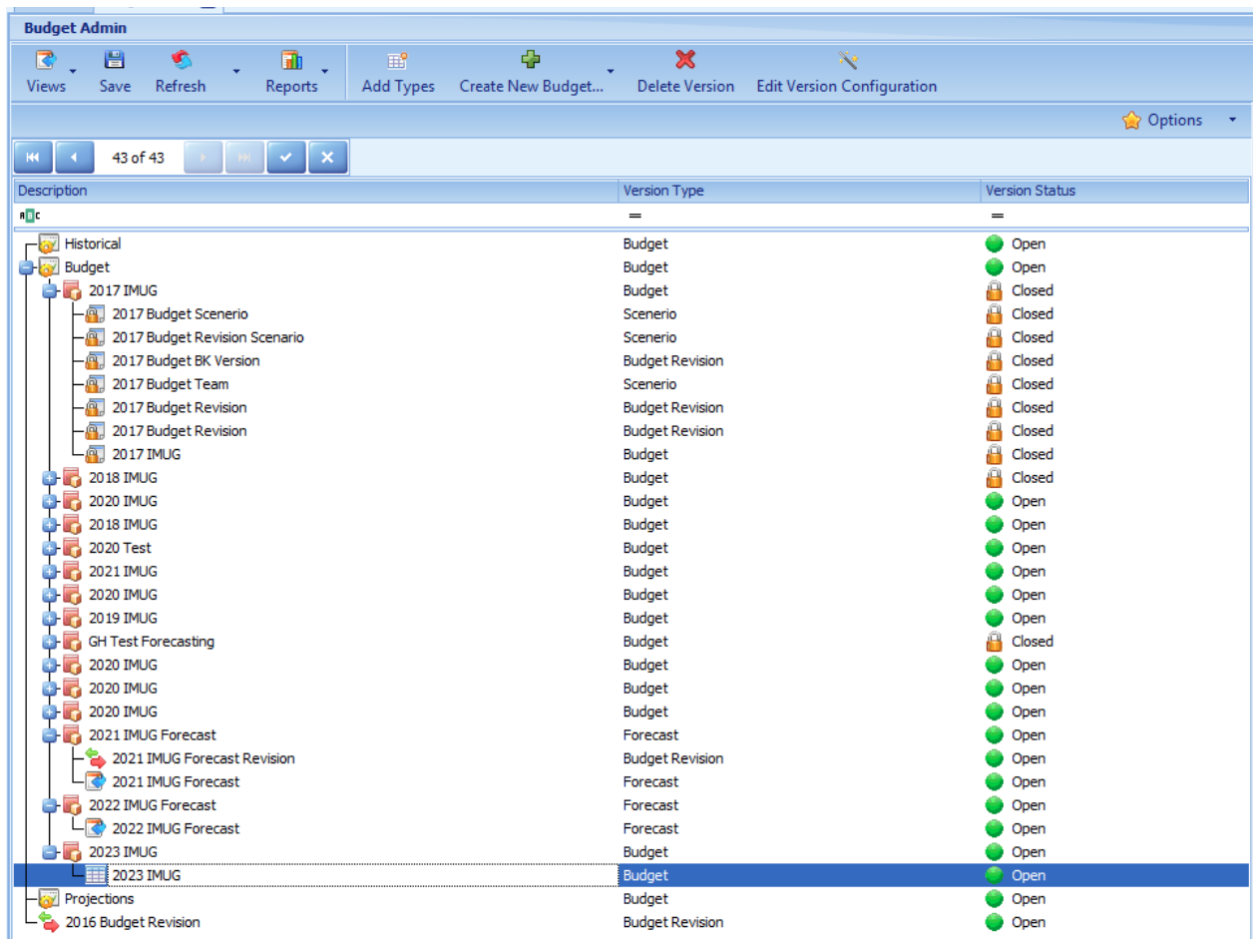 Budget Admin
Views Save Refresh Reports Add Types Create New Budget... Delete Version Edit Version Configuration
Options
43 of 43
Description Version Type Version Status
ABC = =
Historical Budget Open
Budget Budget Open
2017 IMUG Budget Closed
2017 Budget Scenerio Scenerio Closed
2017 Budget Revision Scenario Scenerio Closed
2017 Budget BK Version Budget Revision Closed
2017 Budget Team Scenerio Closed
2017 Budget Revision Budget Revision Closed
2017 Budget Revision Budget Revision Closed
2017 IMUG Budget Closed
2018 IMUG Budget Closed
2020 IMUG Budget Open
2018 IMUG Budget Open
2020 Test Budget Open
2021 IMUG Budget Open
2020 IMUG Budget Open
2019 IMUG Budget Open
GH Test Forecasting Budget Closed
2020 IMUG Budget Open
2020 IMUG Budget Open
2020 IMUG Budget Open
2021 IMUG Forecast Forecast Open
2021 IMUG Forecast Revision Budget Revision Open
2021 IMUG Forecast Forecast Open
2022 IMUG Forecast Forecast Open
2022 IMUG Forecast Forecast Open
2023 IMUG Budget Open
2023 IMUG Budget Open
Projections Budget Open
2016 Budget Revision Budget Revision Open